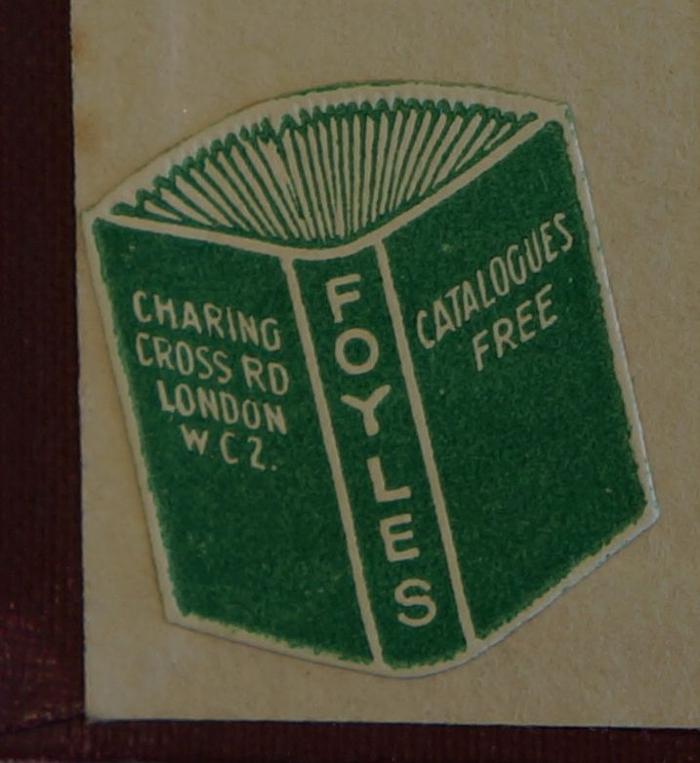 CHARING
CROSS RD
LONDON
W.C.2.
FOYLES
CATALOGUES
FREE